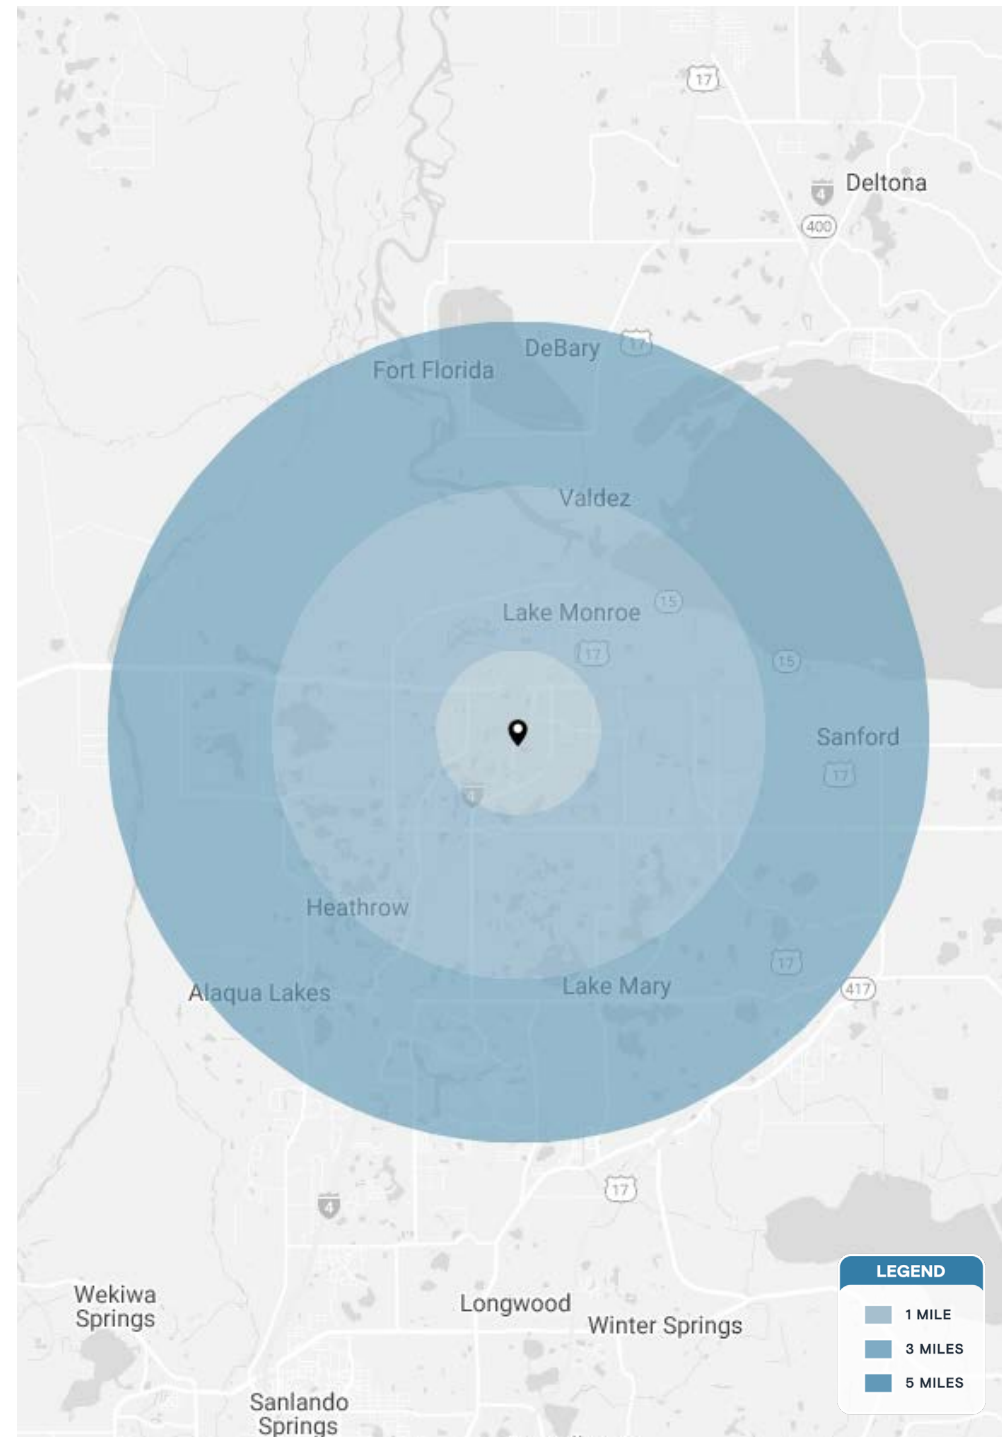 17
Deltona
4
400
DeBary
17
Fort Florida
Valdez
Lake Monroe
15
17
15
Sanford
17
4
Heathrow
Alaqua Lakes
Lake Mary
17
417
17
4
LEGEND
1 MILE
3 MILES
5 MILES
Wekiwa
Springs
Longwood
Winter Springs
Sanlando
Springs